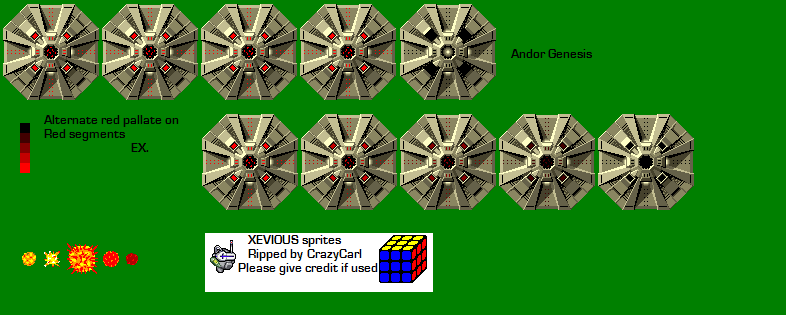 Andor Genesis
Alternate red pallate on
Red segments
EX.
XEVIOUS sprites
Ripped by CrazyCarl
Please give credit if used